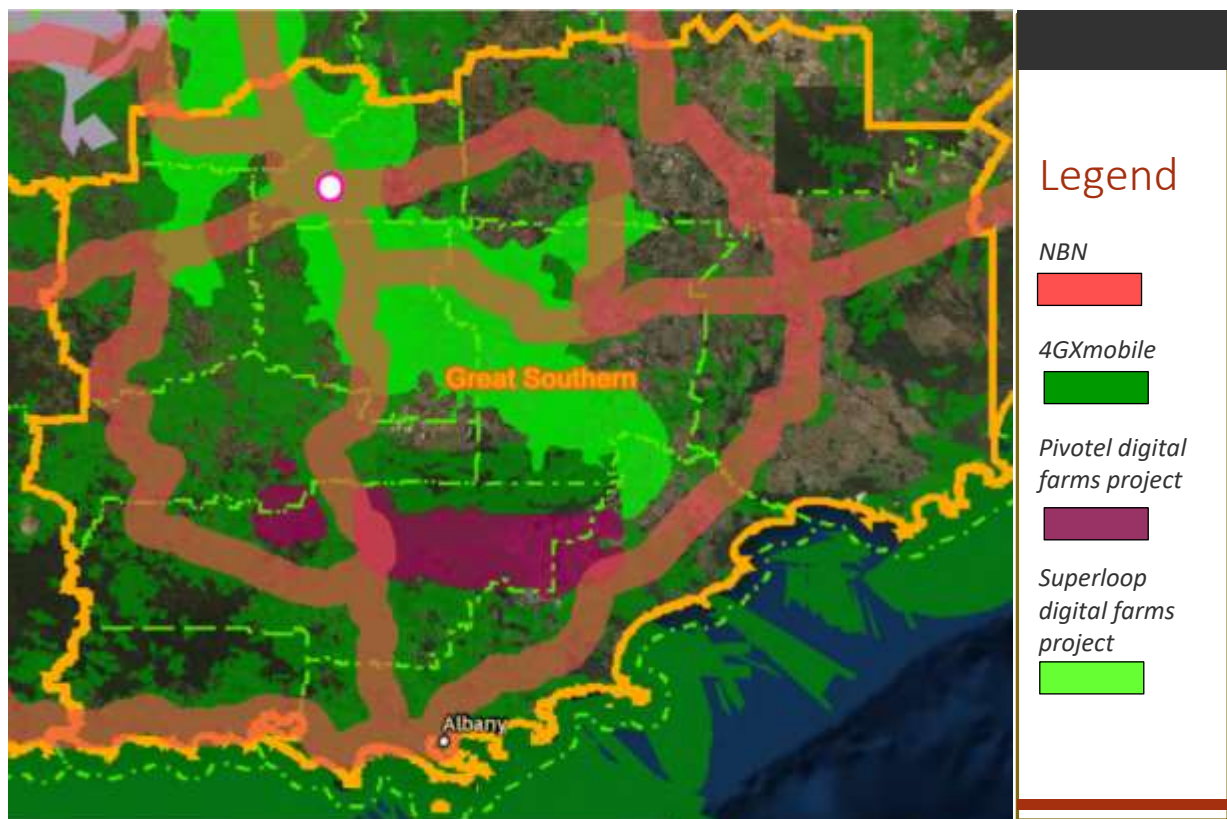 Great Southern
Albany
Legend
NBN
4GXmobile
Pivotel digital
farms project
Superloop
digital farms
project